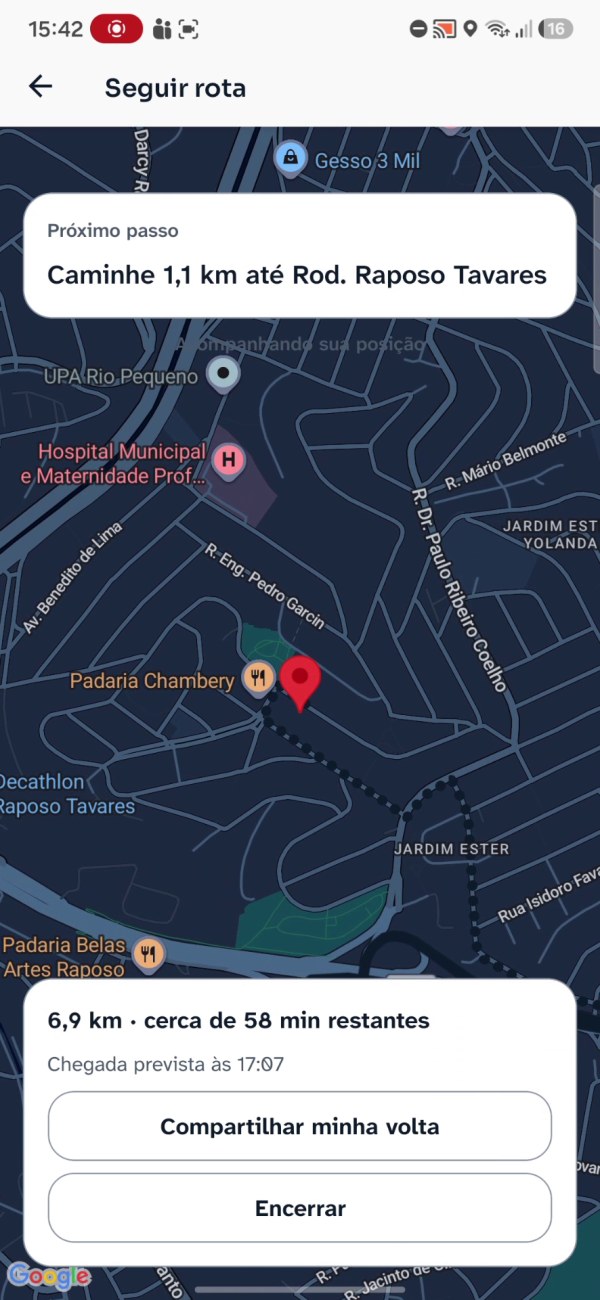 15:42
16
Seguir rota
Darcy R
Gesso 3 Mil
Próximo passo
Caminhe 1,1 km até Rod. Raposo Tavares
Acompanhando sua posição
UPA Rio Pequeno
Hospital Municipal
e Maternidade Prof...
R. Mário Belmonte
JARDIM EST
YOLANDA
Av. Benedito de Lima
R. Dr. Paulo Ribeiro Coelho
R. Eng. Pedro Garcin
Padaria Chambery
Decathlon
Raposo Tavares
JARDIM ESTER
Rua Isidoro Fava
Padaria Belas
Artes Raposo
6,9 km · cerca de 58 min restantes
Chegada prevista às 17:07
Compartilhar minha volta
Encerrar
Google
R. Jacinto de